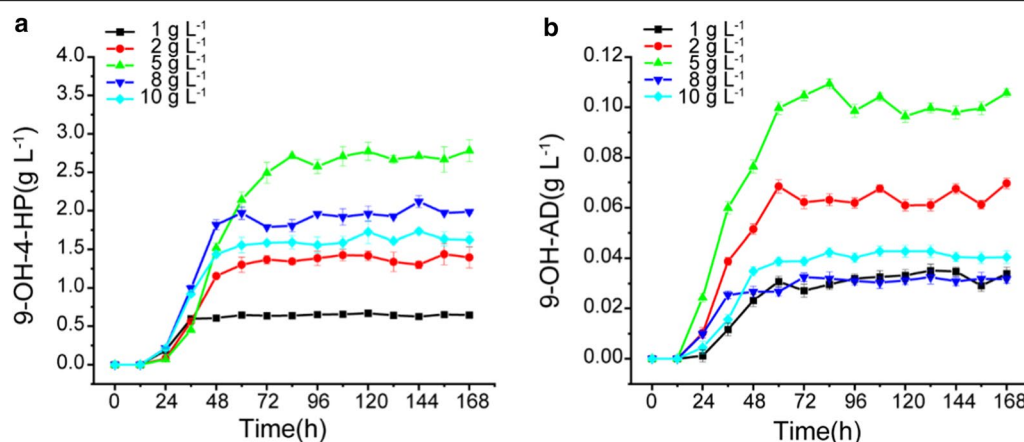 a
1 g L⁻¹
2 g L⁻¹
5 g L⁻¹
8 g L⁻¹
10 g L⁻¹
4.0
3.5
3.0
2.5
2.0
1.5
1.0
0.5
0.0
9-OH-4-HP(g L⁻¹)
0 24 48 72 96 120 144 168
Time(h)
b
1 g L⁻¹
2 g L⁻¹
5 g L⁻¹
8 g L⁻¹
10 g L⁻¹
0.12
0.10
0.08
0.06
0.04
0.02
0.00
9-OH-AD(g L⁻¹)
0 24 48 72 96 120 144 168
Time(h)